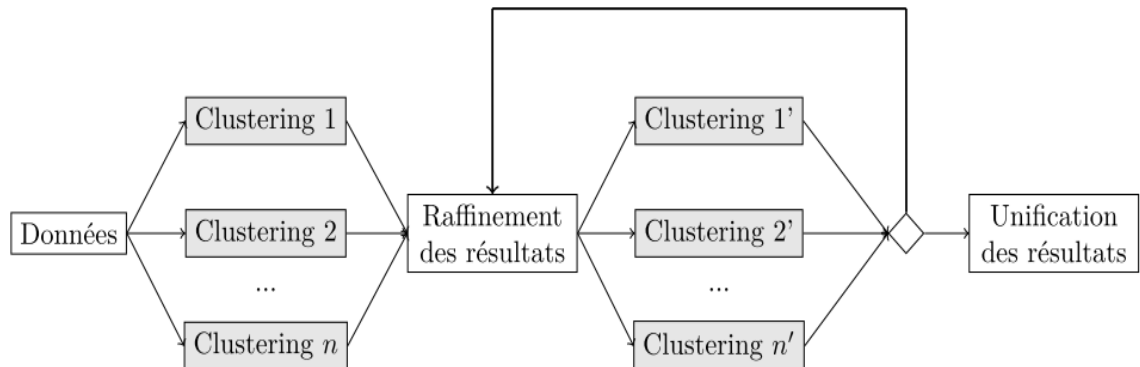 Données
Clustering 1
Clustering 2
...
Clustering n
Raffinement
des résultats
Clustering 1'
Clustering 2'
...
Clustering n′
Unification
des résultats